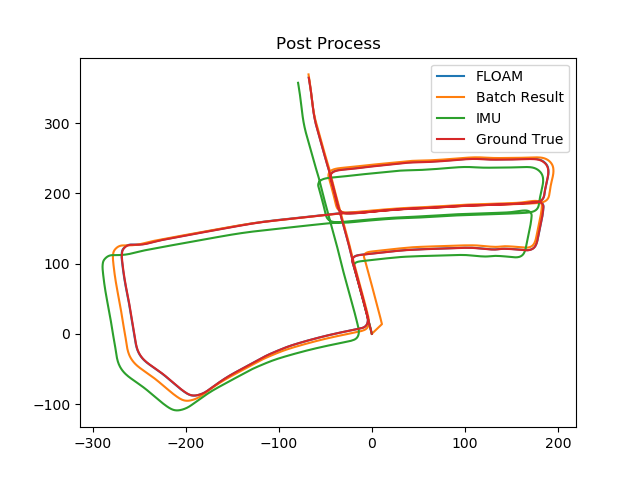 Post Process
FLOAM
Batch Result
IMU
Ground True
300
200
100
0
−100
−300
−200
−100
0
100
200